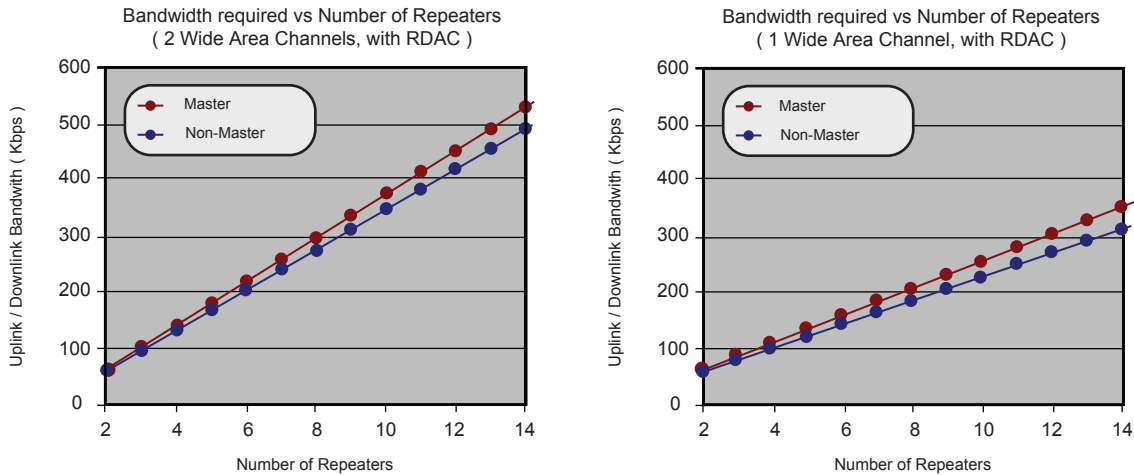 Bandwidth required vs Number of Repeaters
( 2 Wide Area Channels, with RDAC )
600
500
400
300
200
100
0
Uplink / Downlink Bandwith ( Kbps )
Master
Non-Master
2 4 6 8 10 12 14
Number of Repeaters
Bandwidth required vs Number of Repeaters
( 1 Wide Area Channel, with RDAC )
600
500
400
300
200
100
0
Uplink / Downlink Bandwith ( Kbps )
Master
Non-Master
2 4 6 8 10 12 14
Number of Repeaters